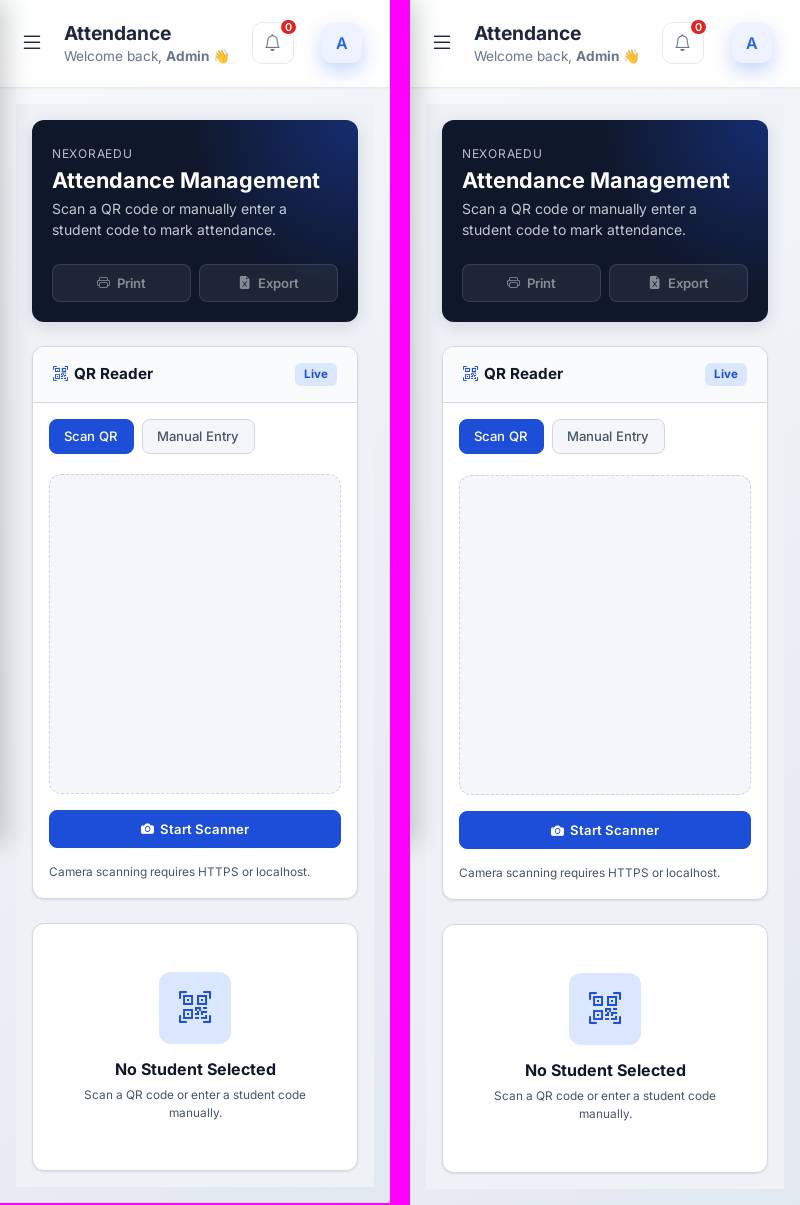 Attendance
Welcome back, Admin 👋
0
A
NEXORAEDU
Attendance Management
Scan a QR code or manually enter a
student code to mark attendance.
Print
Export
QR Reader
Live
Scan QR
Manual Entry
Start Scanner
Camera scanning requires HTTPS or localhost.
No Student Selected
Scan a QR code or enter a student code
manually.
Attendance
Welcome back, Admin 👋
0
A
NEXORAEDU
Attendance Management
Scan a QR code or manually enter a
student code to mark attendance.
Print
Export
QR Reader
Live
Scan QR
Manual Entry
Start Scanner
Camera scanning requires HTTPS or localhost.
No Student Selected
Scan a QR code or enter a student code
manually.